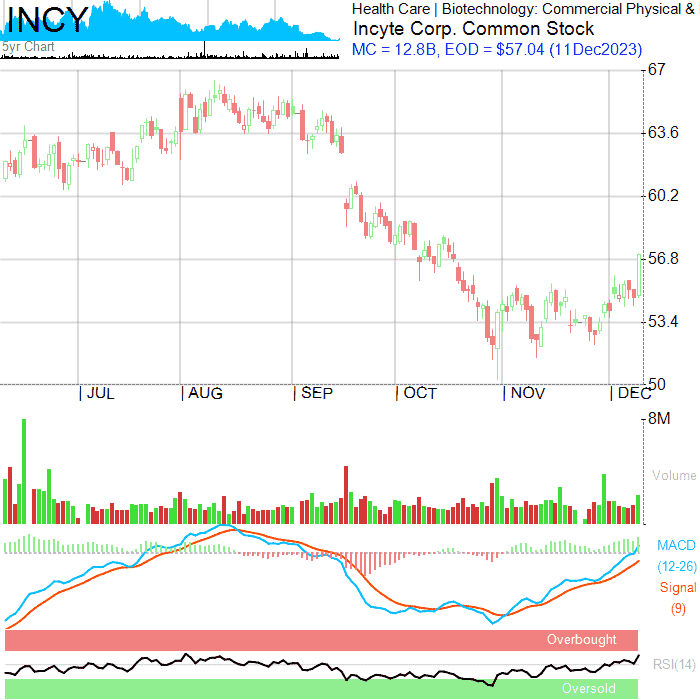 INCY
5yr Chart
Health Care | Biotechnology: Commercial Physical &
Incyte Corp. Common Stock
MC = 12.8B, EOD = $57.04 (11Dec2023)
67
63.6
60.2
56.8
53.4
50
| JUL | AUG | SEP | OCT | NOV | DEC
8M
Volume
MACD
(12-26)
Signal
(9)
Overbought
RSI(14)
Oversold